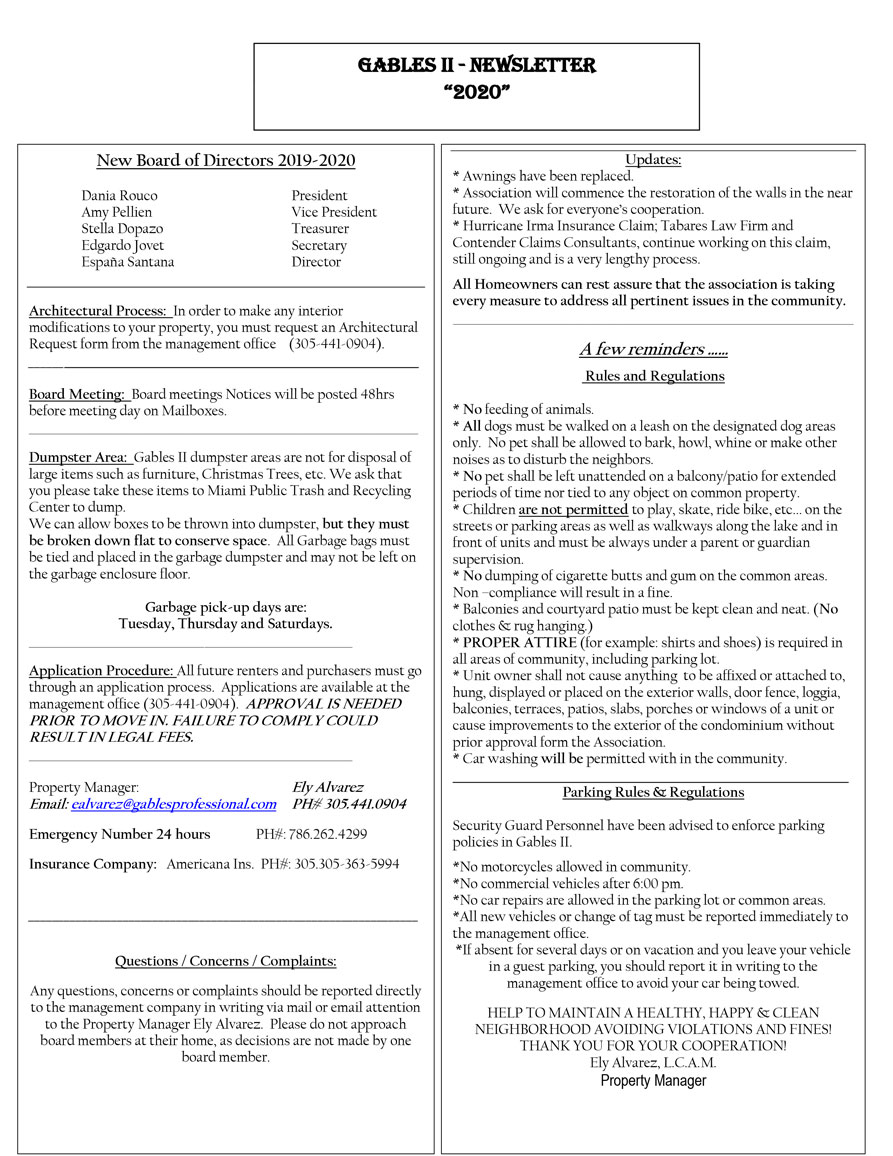 GABLES II - NEWSLETTER
“2020”
New Board of Directors 2019-2020
Dania Rouco President
Amy Pellien Vice President
Stella Dopazo Treasurer
Edgardo Jovet Secretary
España Santana Director
Architectural Process: In order to make any interior
modifications to your property, you must request an Architectural
Request form from the management office (305-441-0904).
Board Meeting: Board meetings Notices will be posted 48hrs
before meeting day on Mailboxes.
Dumpster Area: Gables II dumpster areas are not for disposal of
large items such as furniture, Christmas Trees, etc. We ask that
you please take these items to Miami Public Trash and Recycling
Center to dump.
We can allow boxes to be thrown into dumpster, but they must
be broken down flat to conserve space. All Garbage bags must
be tied and placed in the garbage dumpster and may not be left on
the garbage enclosure floor.
Garbage pick-up days are:
Tuesday, Thursday and Saturdays.
Application Procedure: All future renters and purchasers must go
through an application process. Applications are available at the
management office (305-441-0904). APPROVAL IS NEEDED
PRIOR TO MOVE IN. FAILURE TO COMPLY COULD
RESULT IN LEGAL FEES.
Property Manager: Ely Alvarez
Email: ealvarez@gablesprofessional.com PH# 305.441.0904
Emergency Number 24 hours PH#: 786.262.4299
Insurance Company: Americana Ins. PH#: 305.305-363-5994
Questions / Concerns / Complaints:
Any questions, concerns or complaints should be reported directly
to the management company in writing via mail or email attention
to the Property Manager Ely Alvarez. Please do not approach
board members at their home, as decisions are not made by one
board member.
Updates:
* Awnings have been replaced.
* Association will commence the restoration of the walls in the near
future. We ask for everyone’s cooperation.
* Hurricane Irma Insurance Claim; Tabares Law Firm and
Contender Claims Consultants, continue working on this claim,
still ongoing and is a very lengthy process.
All Homeowners can rest assure that the association is taking
every measure to address all pertinent issues in the community.
A few reminders ……
Rules and Regulations
* No feeding of animals.
* All dogs must be walked on a leash on the designated dog areas
only. No pet shall be allowed to bark, howl, whine or make other
noises as to disturb the neighbors.
* No pet shall be left unattended on a balcony/patio for extended
periods of time nor tied to any object on common property.
* Children are not permitted to play, skate, ride bike, etc… on the
streets or parking areas as well as walkways along the lake and in
front of units and must be always under a parent or guardian
supervision.
* No dumping of cigarette butts and gum on the common areas.
Non –compliance will result in a fine.
* Balconies and courtyard patio must be kept clean and neat. (No
clothes & rug hanging.)
* PROPER ATTIRE (for example: shirts and shoes) is required in
all areas of community, including parking lot.
* Unit owner shall not cause anything to be affixed or attached to,
hung, displayed or placed on the exterior walls, door fence, loggia,
balconies, terraces, patios, slabs, porches or windows of a unit or
cause improvements to the exterior of the condominium without
prior approval form the Association.
* Car washing will be permitted with in the community.
Parking Rules & Regulations
Security Guard Personnel have been advised to enforce parking
policies in Gables II.
*No motorcycles allowed in community.
*No commercial vehicles after 6:00 pm.
*No car repairs are allowed in the parking lot or common areas.
*All new vehicles or change of tag must be reported immediately to
the management office.
*If absent for several days or on vacation and you leave your vehicle
in a guest parking, you should report it in writing to the
management office to avoid your car being towed.
HELP TO MAINTAIN A HEALTHY, HAPPY & CLEAN
NEIGHBORHOOD AVOIDING VIOLATIONS AND FINES!
THANK YOU FOR YOUR COOPERATION!
Ely Alvarez, L.C.A.M.
Property Manager